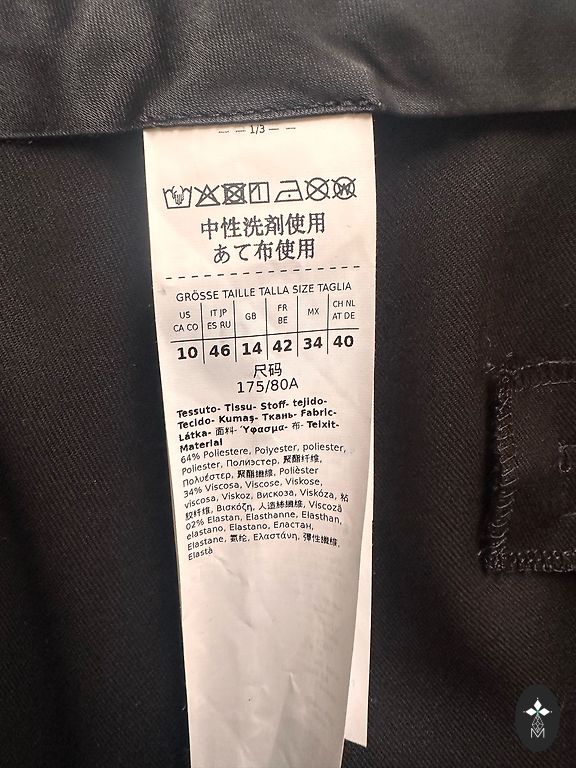 1/3
中性洗剤使用
あて布使用
GRÖSSE TAILLE TALLA SIZE TAGLIA
US CA CO IT JP ES RU GB FR BE MX CH NL AT DE
10 46 14 42 34 40
尺码
175/80A
Tessuto- Tissu- Stoff- tejido-
Tecido- Kumaş- Ткань- Fabric-
Látka- 面料- Ύφασμα- 布- Teixit-
Material
64% Poliestere, Polyester, poliester,
Poliester, Полиэстер, 聚酯纤维,
Πολυέστερ, 聚酯纖維, Polièster
34% Viscosa, Viscose, Viskose,
viscosa, Viskoz, Вискоза, Viskóza, 粘
胶纤维, Βισκόζη, 人造絲纖維, Viscoză
02% Elastan, Elasthanne, Elasthan,
elastano, Elastano, Еластан,
Elastane, 氨纶, Ελαστάνη, 彈性纖維,
Elastà
M